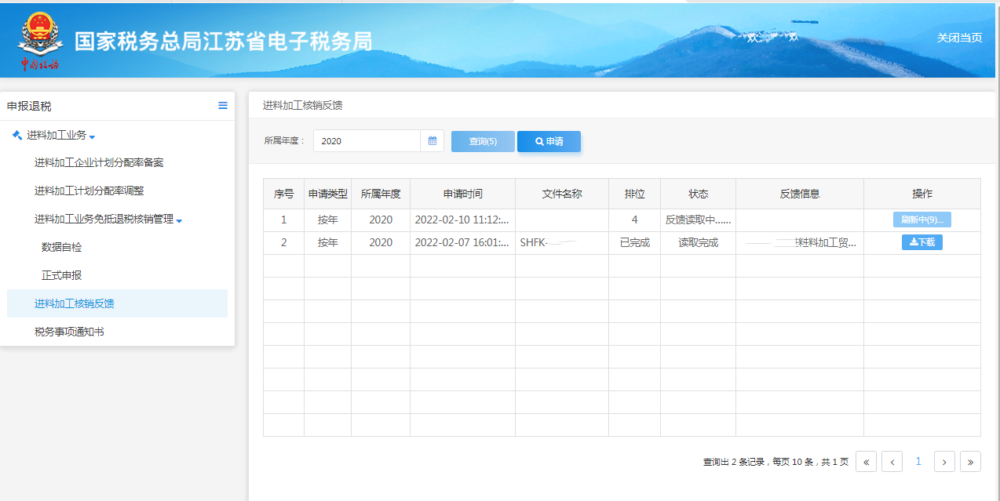 国家税务总局江苏省电子税务局
关闭当页
申报退税
进料加工业务
进料加工企业计划分配率备案
进料加工计划分配率调整
进料加工业务免抵退税核销管理
数据自检
正式申报
进料加工核销反馈
税务事项通知书
进料加工核销反馈
所属年度： 2020 查询(5) 申请
序号 申请类型 所属年度 申请时间 文件名称 排位 状态 反馈信息 操作
1 按年 2020 2022-02-10 11:12:... 4 反馈读取中...... 刷新中(9)...
2 按年 2020 2022-02-07 16:01:... SHFK- 已完成 读取完成 料加工贸... 下载
查询出 2 条记录，每页 10 条，共 1 页 « ‹ 1 › »